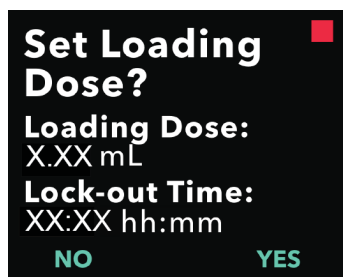 Set Loading
Dose?
Loading Dose:
X.XX mL
Lock-out Time:
XX:XX hh:mm
NO YES